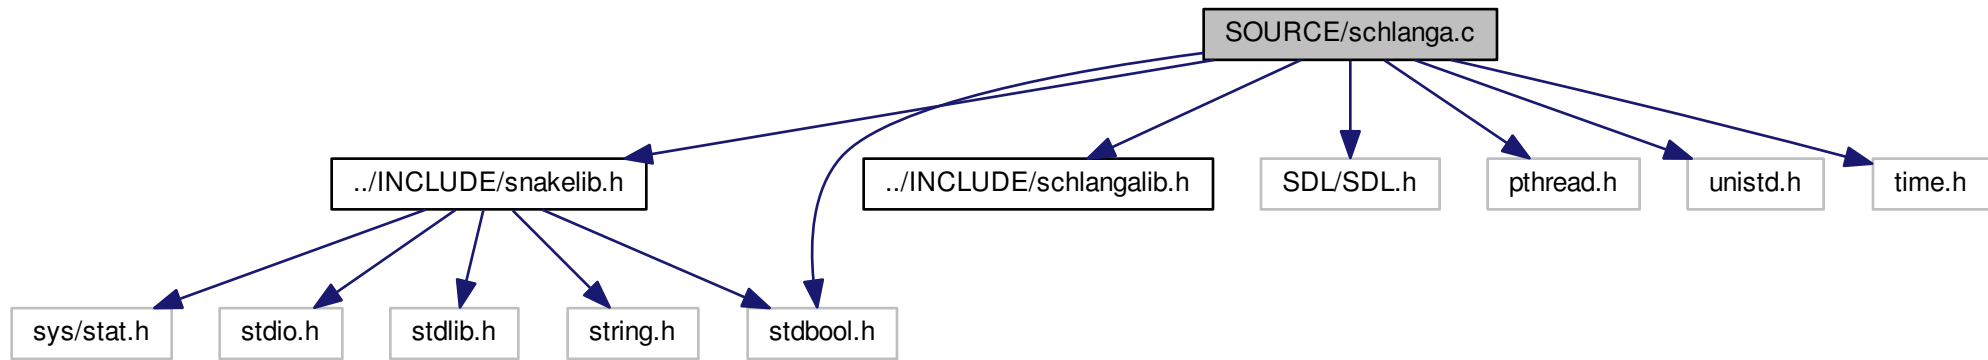 SOURCE/schlanga.c
../INCLUDE/snakelib.h
../INCLUDE/schlangalib.h
SDL/SDL.h
pthread.h
unistd.h
time.h
sys/stat.h
stdio.h
stdlib.h
string.h
stdbool.h